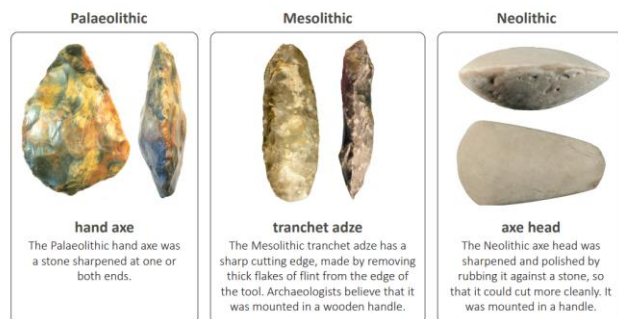 Palaeolithic
Mesolithic
Neolithic
hand axe
The Palaeolithic hand axe was
a stone sharpened at one or
both ends.
tranchet adze
The Mesolithic tranchet adze has a
sharp cutting edge, made by removing
thick flakes of flint from the edge of
the tool. Archaeologists believe that it
was mounted in a wooden handle.
axe head
The Neolithic axe head was
sharpened and polished by
rubbing it against a stone, so
that it could cut more cleanly. It
was mounted in a handle.